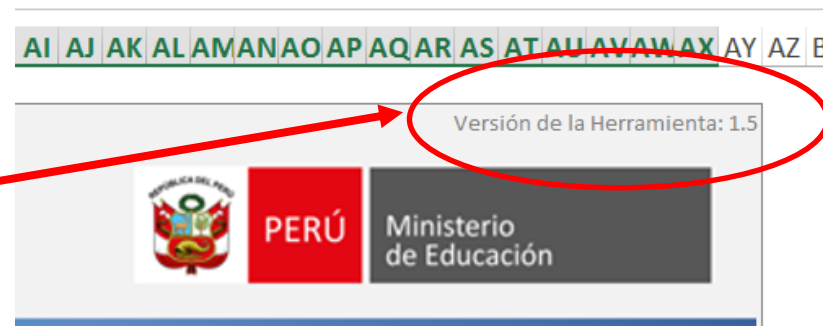 AI AJ AK AL AM AN AO AP AQ AR AS AT AU AV AW AX AY AZ B
Versión de la Herramienta: 1.5
REPÚBLICA DEL PERÚ
PERÚ
Ministerio
de Educación